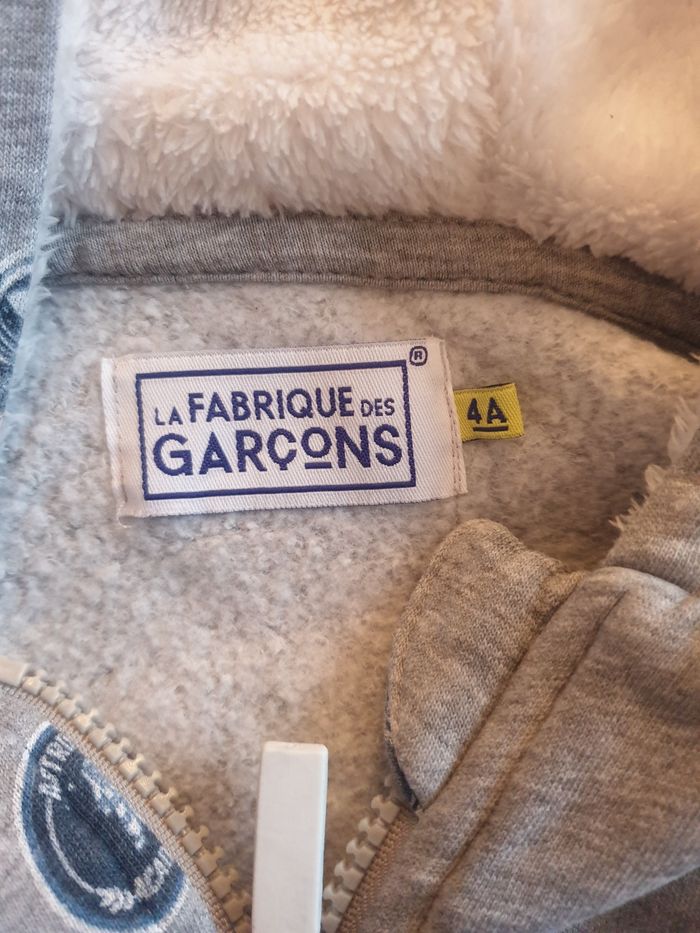 ®
LA FABRIQUE DES
GARÇONS
4A